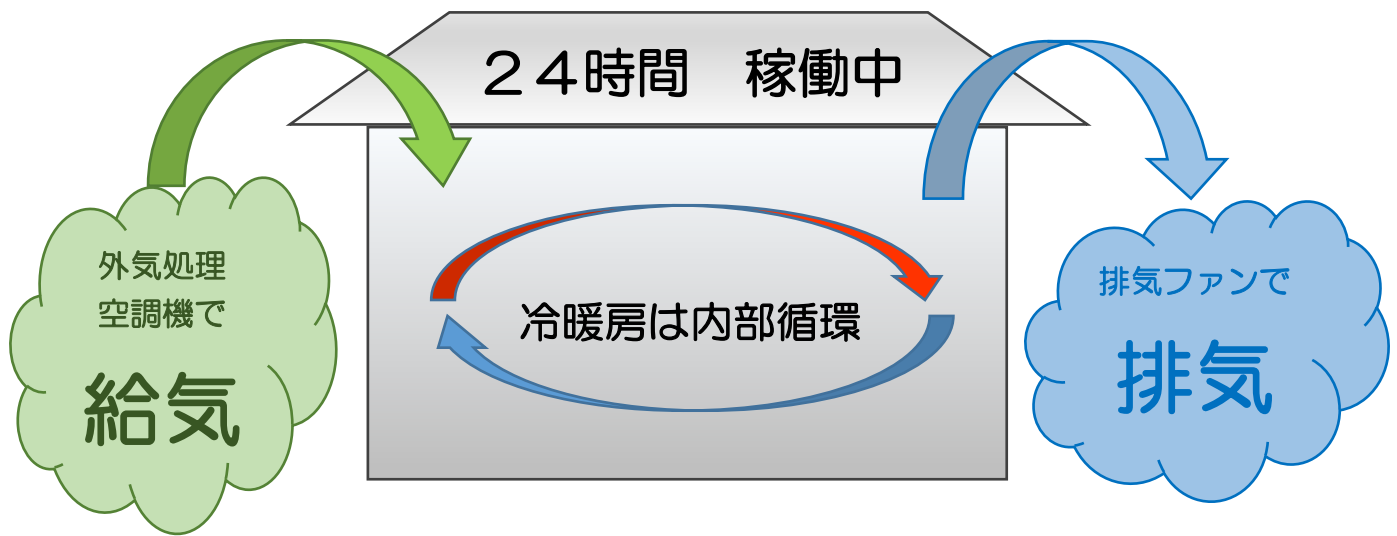 ２４時間　稼働中
外気処理
空調機で
給気
冷暖房は内部循環
排気ファンで
排気